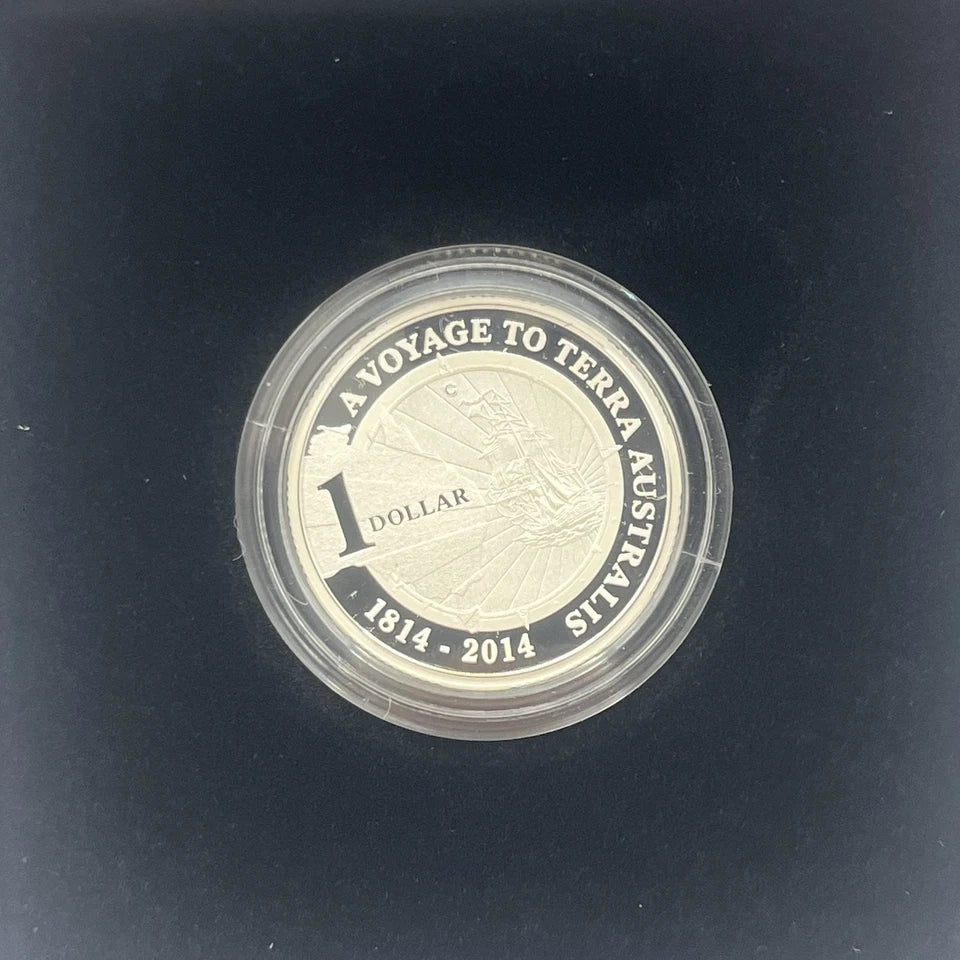 A VOYAGE TO TERRA AUSTRALIS
C
1 DOLLAR
1814 - 2014